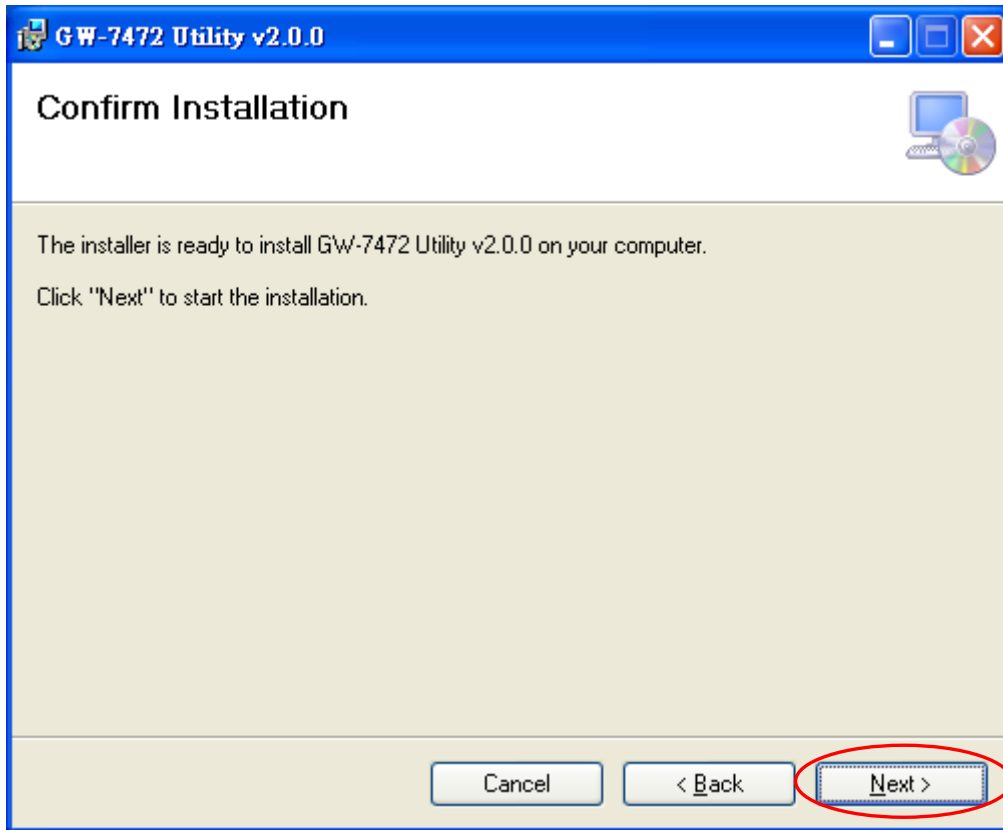 GW-7472 Utility v2.0.0
Confirm Installation
The installer is ready to install GW-7472 Utility v2.0.0 on your computer.
Click "Next" to start the installation.
Cancel
< Back
Next >